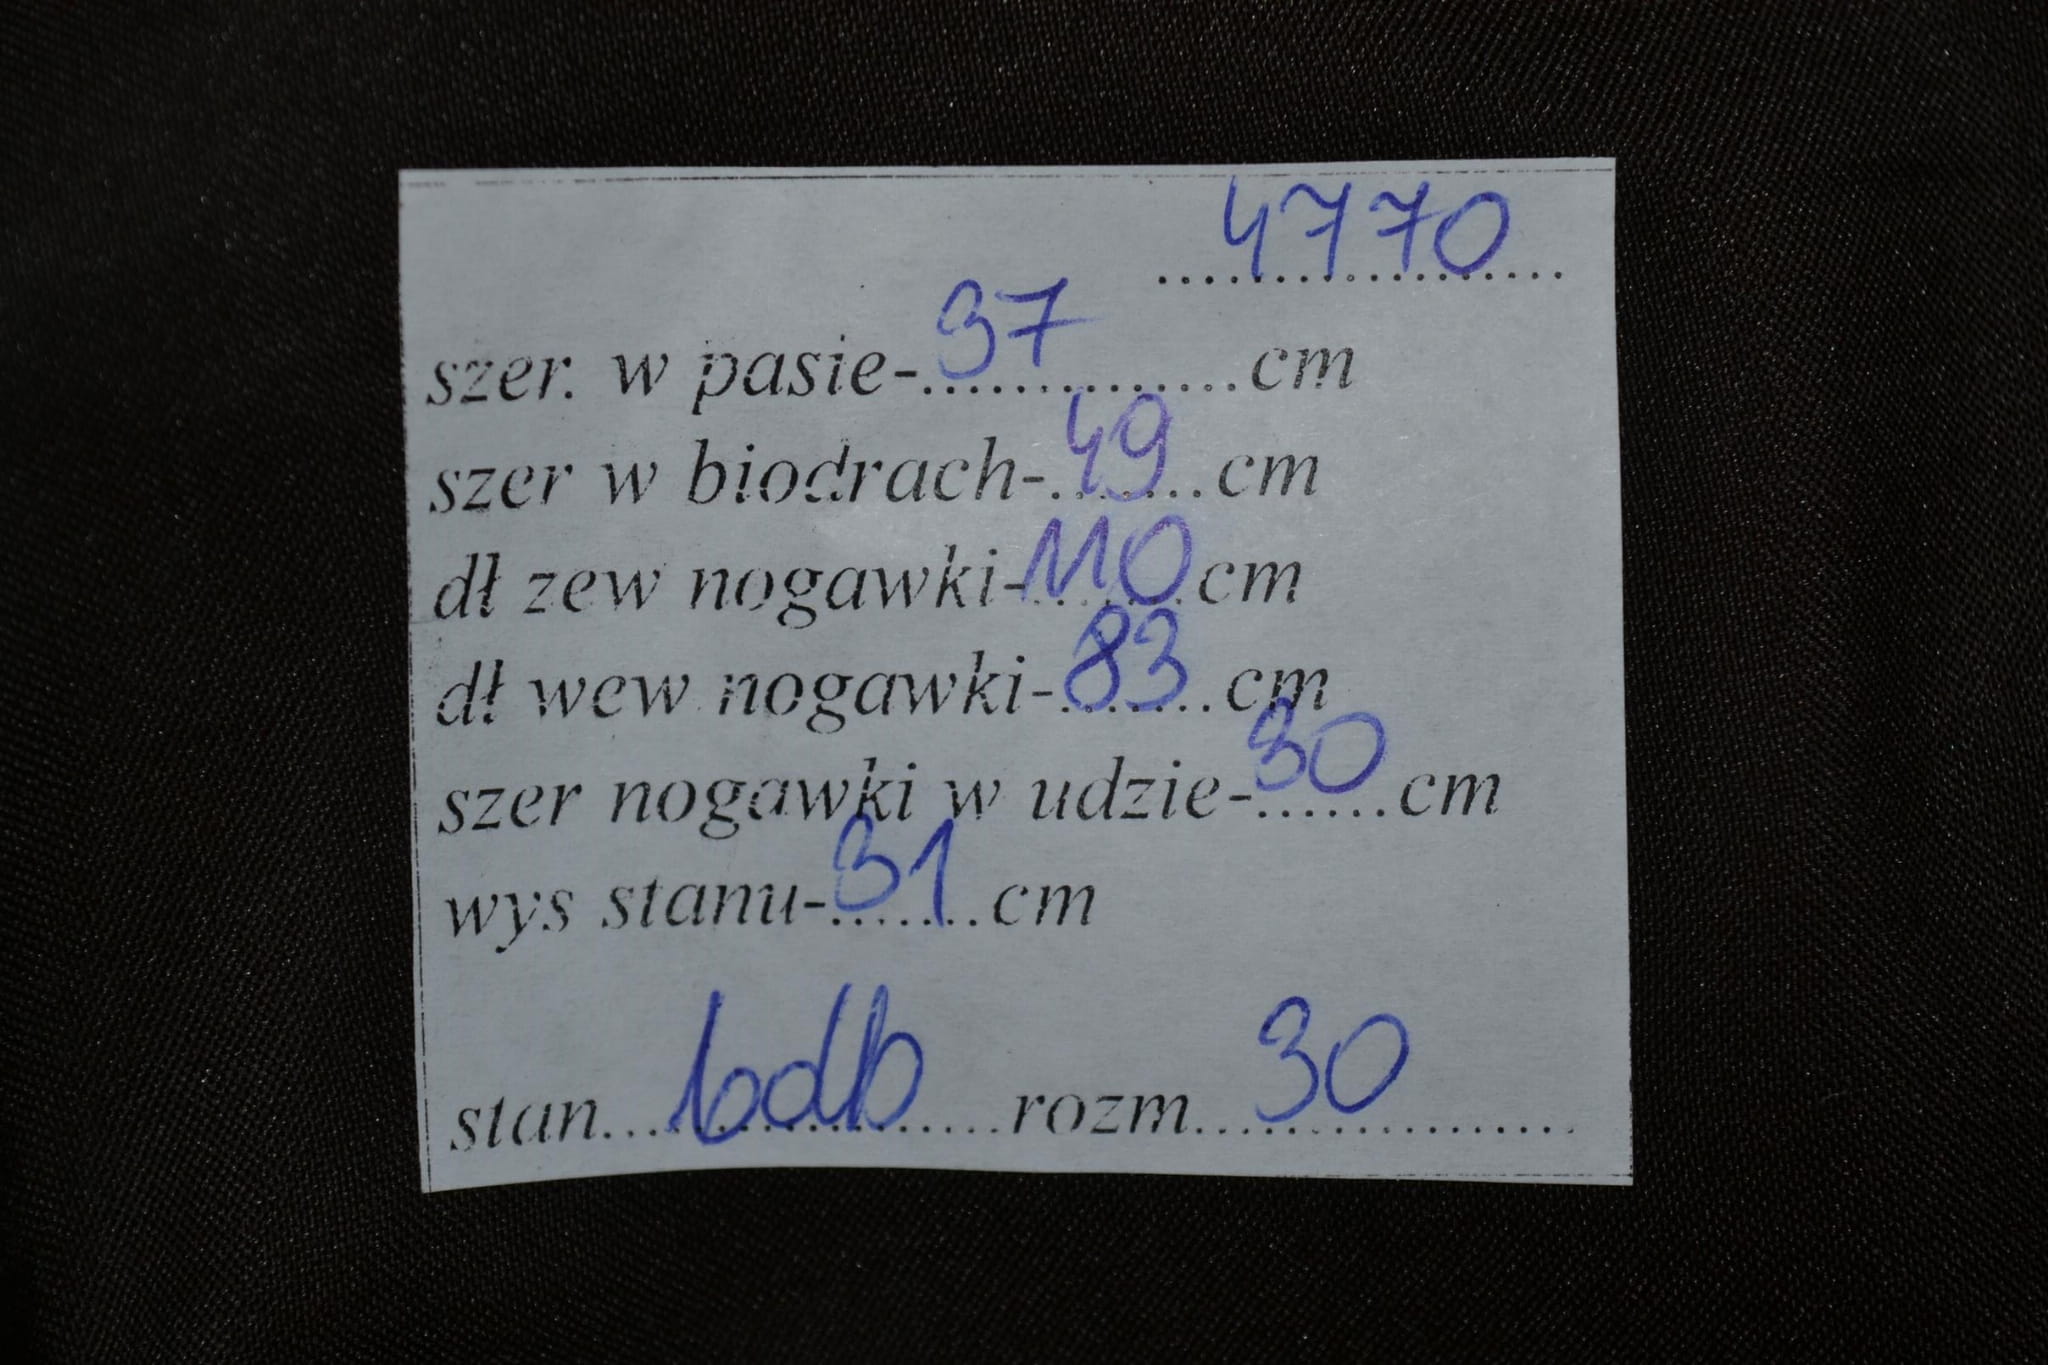 4770
szer. w pasie-37cm
szer w biodrach-49cm
dł zew nogawki-110cm
dł wew nogawki-83cm
szer nogawki w udzie-30cm
wys stanu-31cm
stan...bdb...rozm...30...